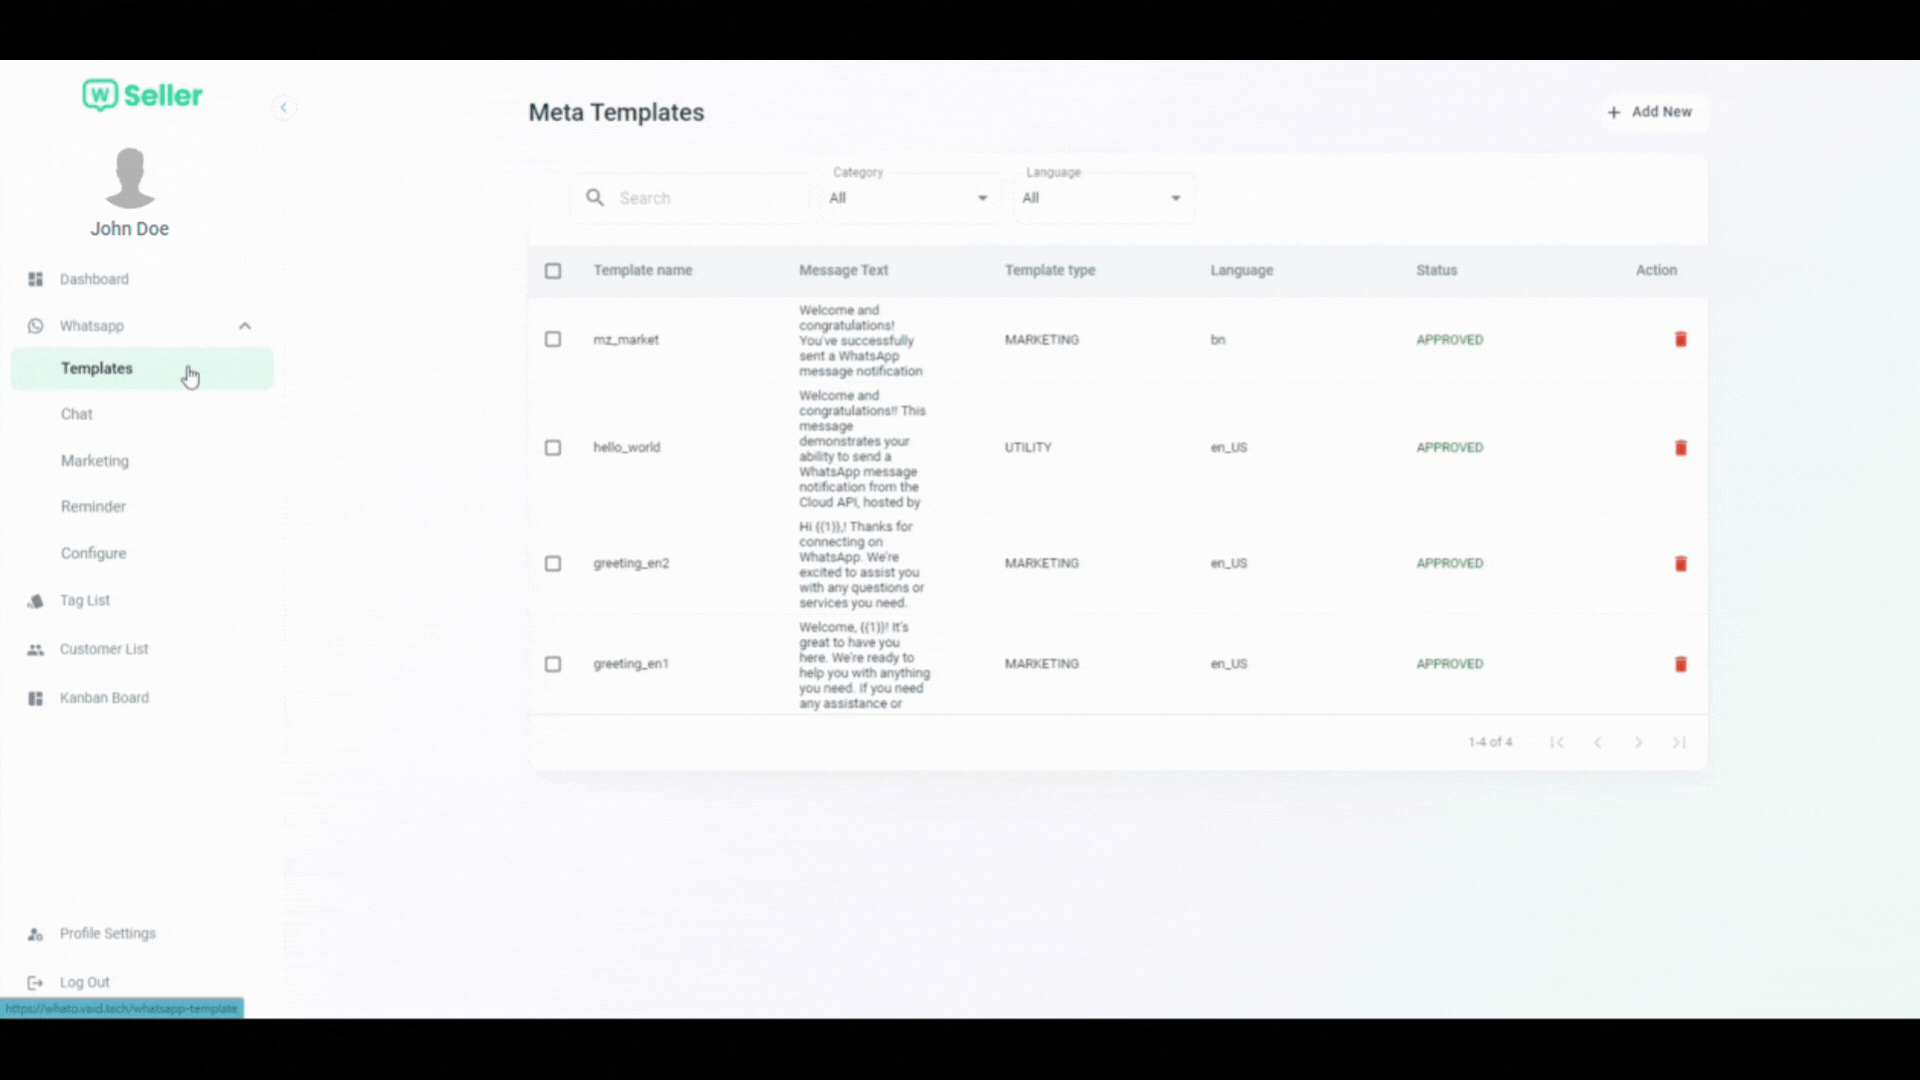 W Seller
John Doe
Dashboard
Whatsapp
Templates
Chat
Marketing
Reminder
Configure
Tag List
Customer List
Kanban Board
Profile Settings
Log Out
https://whato.vaid.tech/whatsapp-template
Meta Templates
+ Add New
Search
Category
All
Language
All
Template name Message Text Template type Language Status Action
mz_market
Welcome and
congratulations!
You've successfully
sent a WhatsApp
message notification
MARKETING bn APPROVED
hello_world
Welcome and
congratulations!! This
message
demonstrates your
ability to send a
WhatsApp message
notification from the
Cloud API, hosted by
UTILITY en_US APPROVED
greeting_en2
Hi {{1}},! Thanks for
connecting on
WhatsApp. We're
excited to assist you
with any questions or
services you need.
MARKETING en_US APPROVED
greeting_en1
Welcome, {{1}}! It's
great to have you
here. We're ready to
help you with anything
you need. If you need
any assistance or
MARKETING en_US APPROVED
1-4 of 4